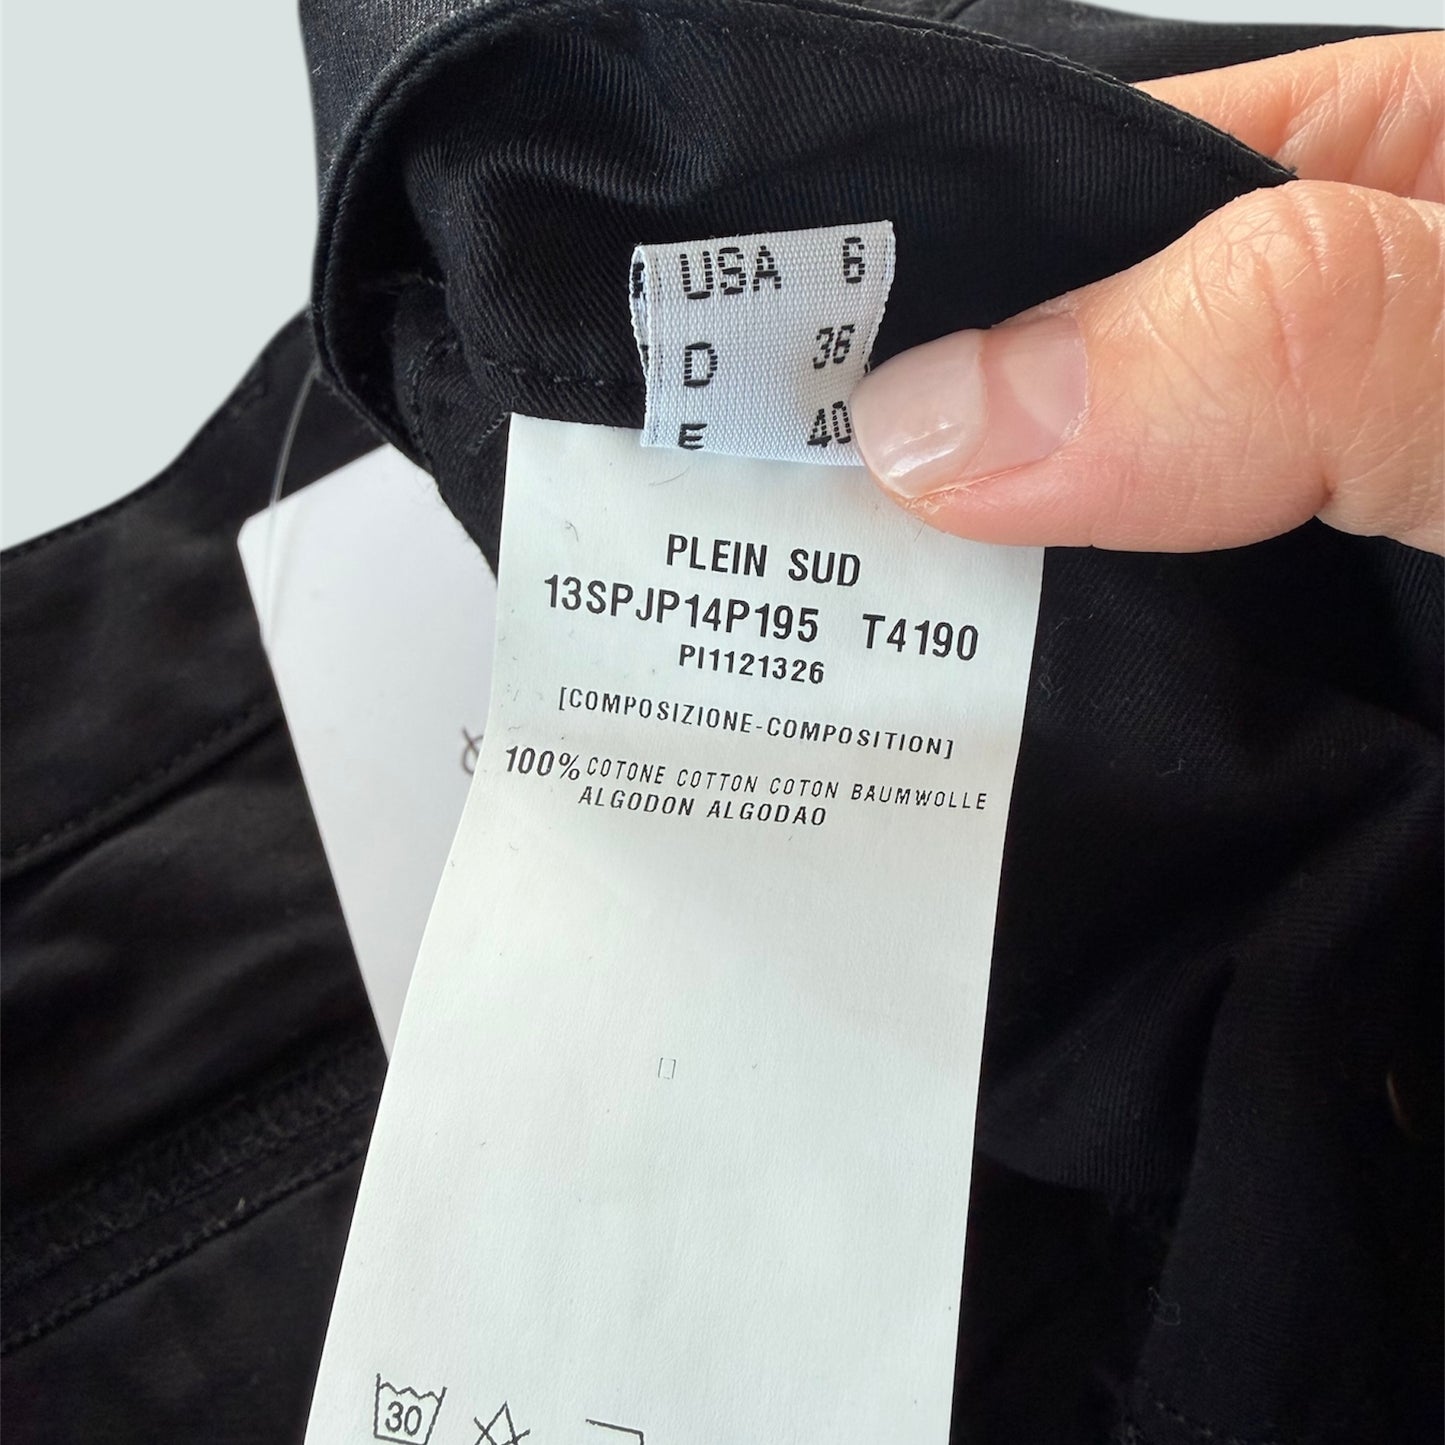 USA 6
D 36
E 40
PLEIN SUD
13SPJP14P195 T4190
PI1121326
[COMPOSIZIONE-COMPOSITION]
100% COTONE COTTON COTON BAUMWOLLE
ALGODON ALGODAO
30